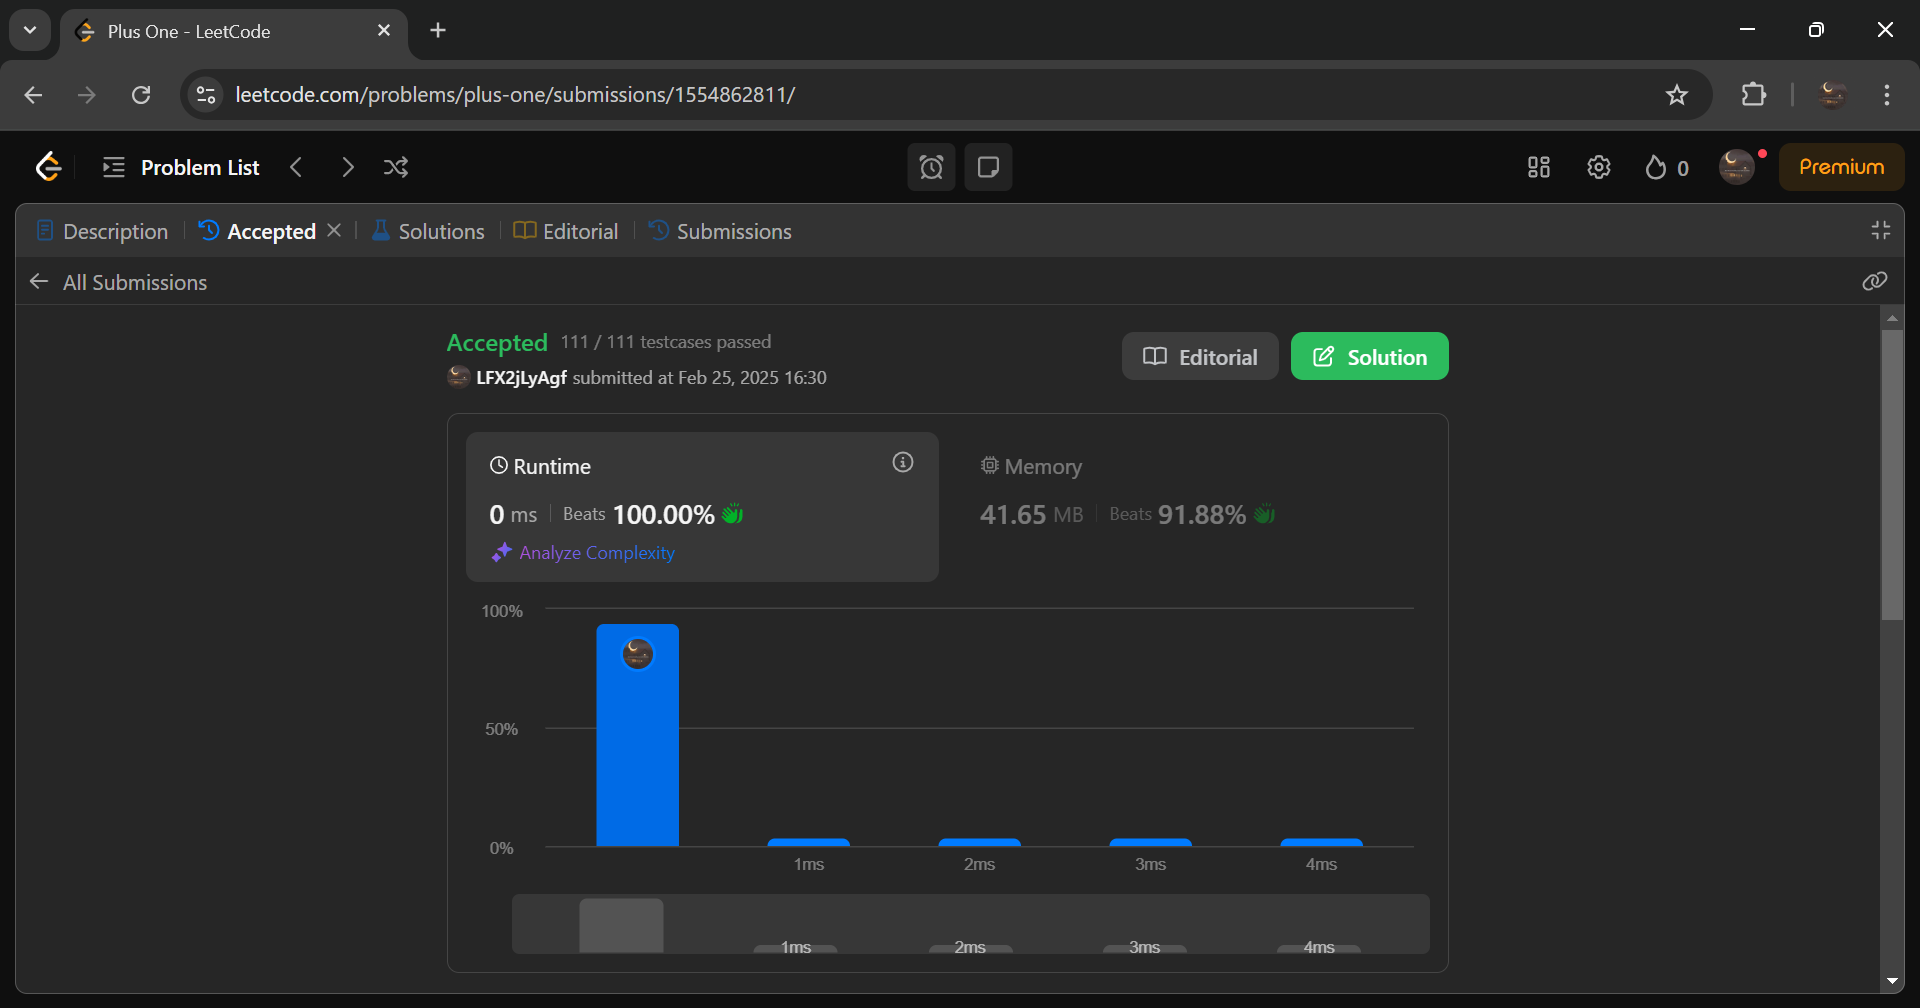 Plus One - LeetCode
leetcode.com/problems/plus-one/submissions/1554862811/
Problem List
0
Premium
Description
Accepted
Solutions
Editorial
Submissions
All Submissions
Accepted 111 / 111 testcases passed
LFX2jLyAgf submitted at Feb 25, 2025 16:30
Editorial
Solution
Runtime
0 ms Beats 100.00%
Analyze Complexity
Memory
41.65 MB Beats 91.88%
100%
50%
0%
1ms 2ms 3ms 4ms
1ms 2ms 3ms 4ms